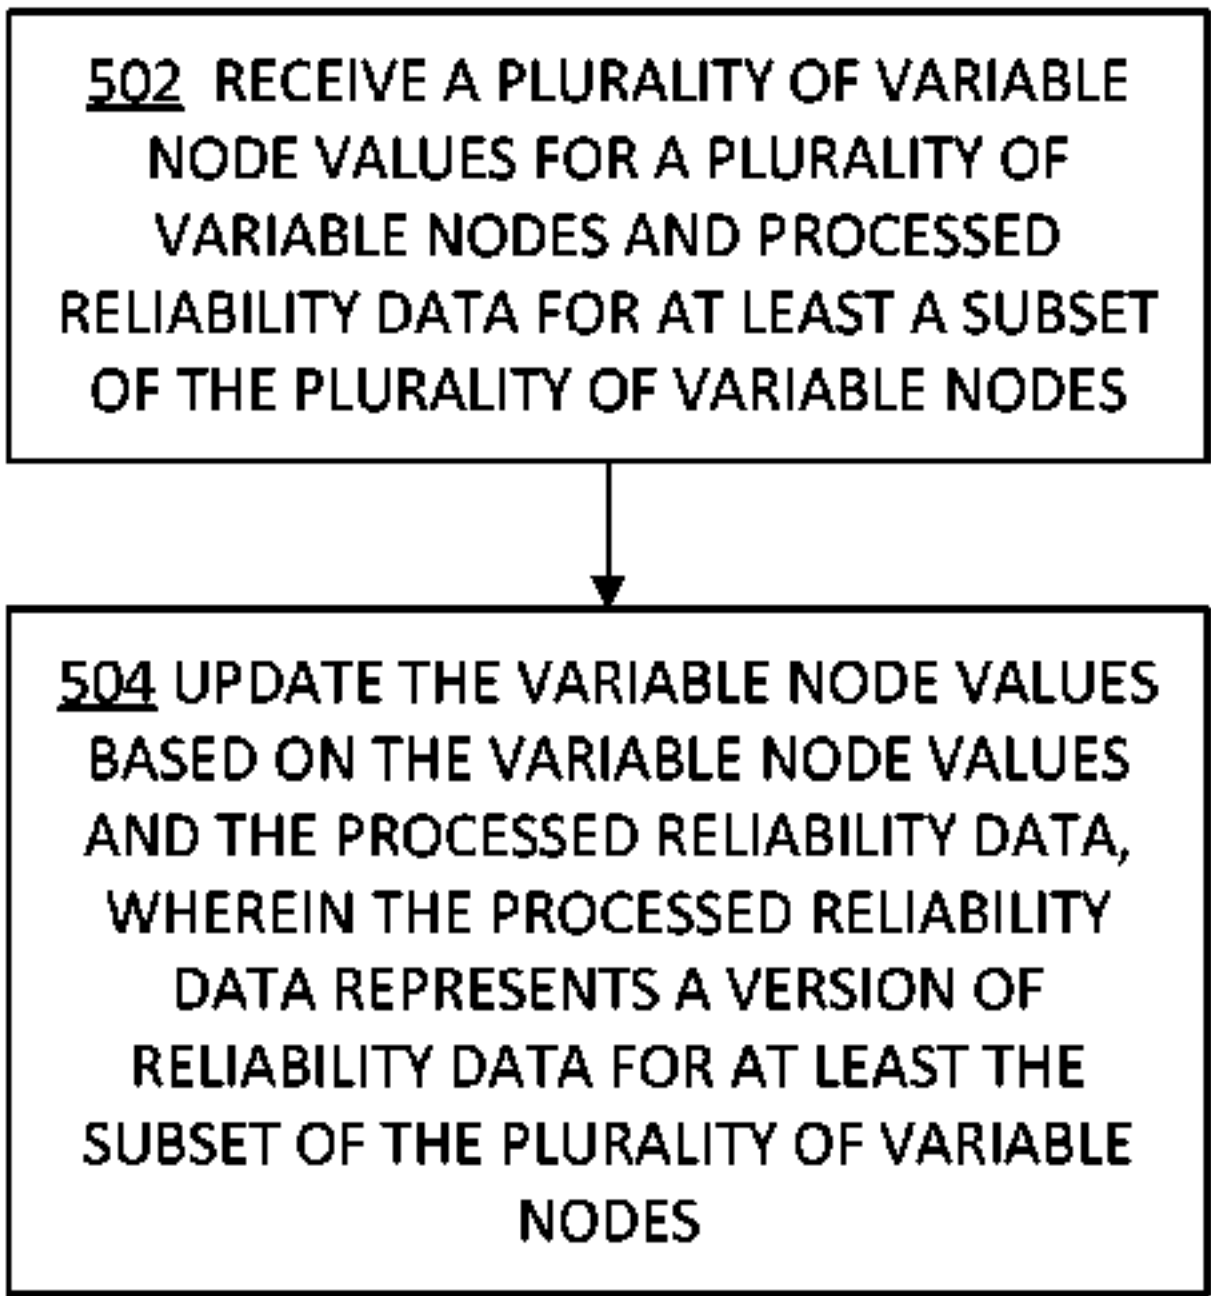 502 RECEIVE A PLURALITY OF VARIABLE
NODE VALUES FOR A PLURALITY OF
VARIABLE NODES AND PROCESSED
RELIABILITY DATA FOR AT LEAST A SUBSET
OF THE PLURALITY OF VARIABLE NODES
504 UPDATE THE VARIABLE NODE VALUES
BASED ON THE VARIABLE NODE VALUES
AND THE PROCESSED RELIABILITY DATA,
WHEREIN THE PROCESSED RELIABILITY
DATA REPRESENTS A VERSION OF
RELIABILITY DATA FOR AT LEAST THE
SUBSET OF THE PLURALITY OF VARIABLE
NODES